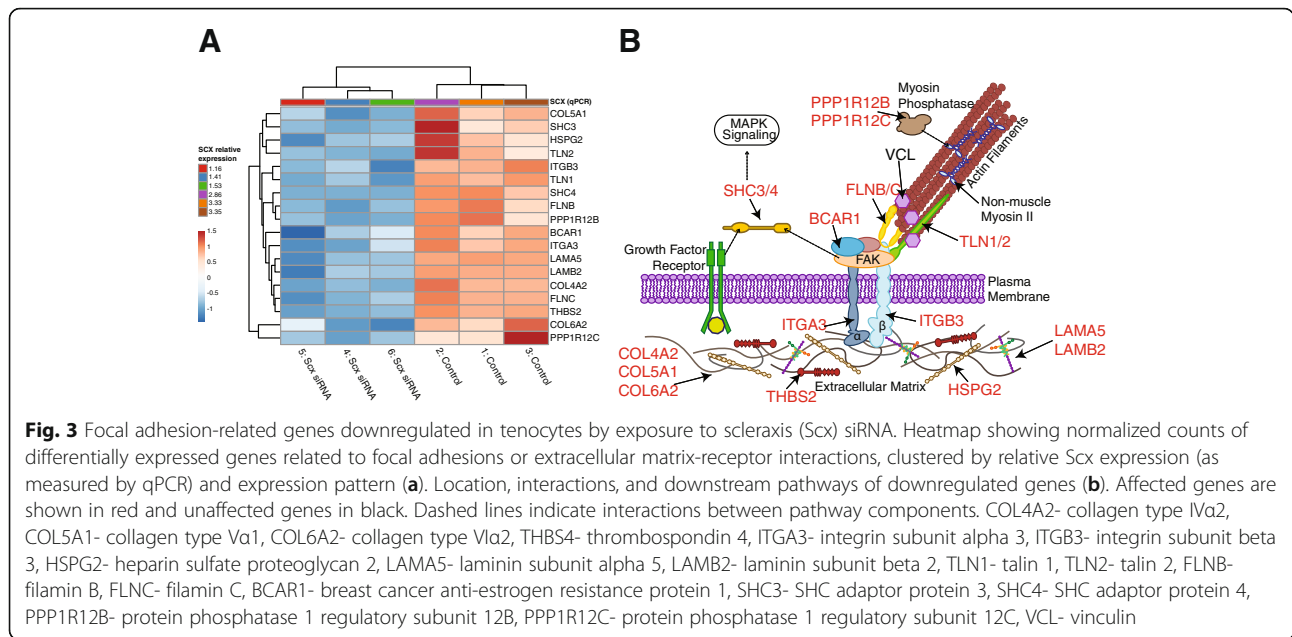 A
B
SCX (qPCR)
COL5A1
SHC3
HSPG2
TLN2
ITGB3
TLN1
SHC4
FLNB
PPP1R12B
BCAR1
ITGA3
LAMA5
LAMB2
COL4A2
FLNC
THBS2
COL6A2
PPP1R12C
SCX relative
expression
1.16
1.41
1.53
2.86
3.33
3.35
1.5
1
0.5
0
-0.5
-1
5: Scx siRNA
4: Scx siRNA
6: Scx siRNA
2: Control
1: Control
3: Control
PPP1R12B
PPP1R12C
Myosin
Phosphatase
MAPK
Signaling
VCL
Actin Filaments
SHC3/4
FLNB/C
Non-muscle
Myosin II
BCAR1
TLN1/2
Growth Factor
Receptor
FAK
Plasma
Membrane
ITGA3
ITGB3
α
β
LAMA5
LAMB2
COL4A2
COL5A1
COL6A2
THBS2
Extracellular Matrix
HSPG2
Fig. 3 Focal adhesion-related genes downregulated in tenocytes by exposure to scleraxis (Scx) siRNA. Heatmap showing normalized counts of
differentially expressed genes related to focal adhesions or extracellular matrix-receptor interactions, clustered by relative Scx expression (as
measured by qPCR) and expression pattern (a). Location, interactions, and downstream pathways of downregulated genes (b). Affected genes are
shown in red and unaffected genes in black. Dashed lines indicate interactions between pathway components. COL4A2- collagen type IVα2,
COL5A1- collagen type Vα1, COL6A2- collagen type VIα2, THBS4- thrombospondin 4, ITGA3- integrin subunit alpha 3, ITGB3- integrin subunit beta
3, HSPG2- heparin sulfate proteoglycan 2, LAMA5- laminin subunit alpha 5, LAMB2- laminin subunit beta 2, TLN1- talin 1, TLN2- talin 2, FLNB-
filamin B, FLNC- filamin C, BCAR1- breast cancer anti-estrogen resistance protein 1, SHC3- SHC adaptor protein 3, SHC4- SHC adaptor protein 4,
PPP1R12B- protein phosphatase 1 regulatory subunit 12B, PPP1R12C- protein phosphatase 1 regulatory subunit 12C, VCL- vinculin